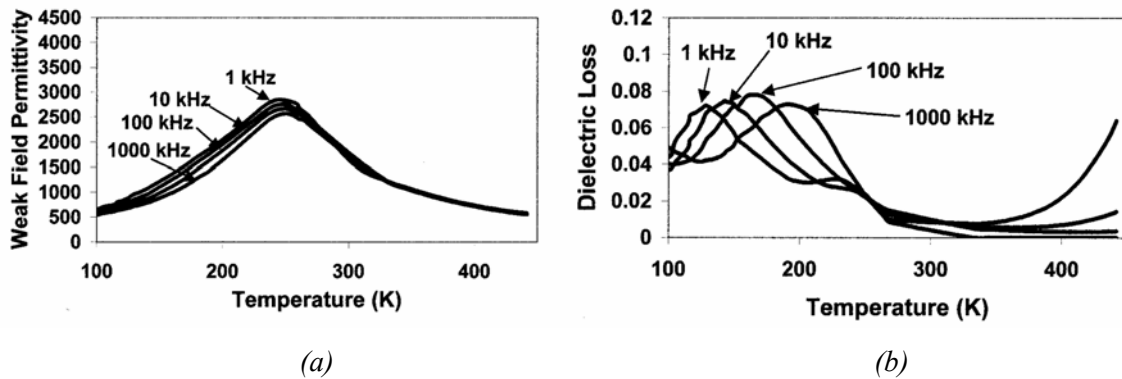 4500
4000
3500
3000
2500
2000
1500
1000
500
0
Weak Field Permittivity
1 kHz
10 kHz
100 kHz
1000 kHz
100
200
300
400
Temperature (K)
(a)
0.12
0.1
0.08
0.06
0.04
0.02
0
Dielectric Loss
1 kHz
10 kHz
100 kHz
1000 kHz
100
200
300
400
Temperature (K)
(b)